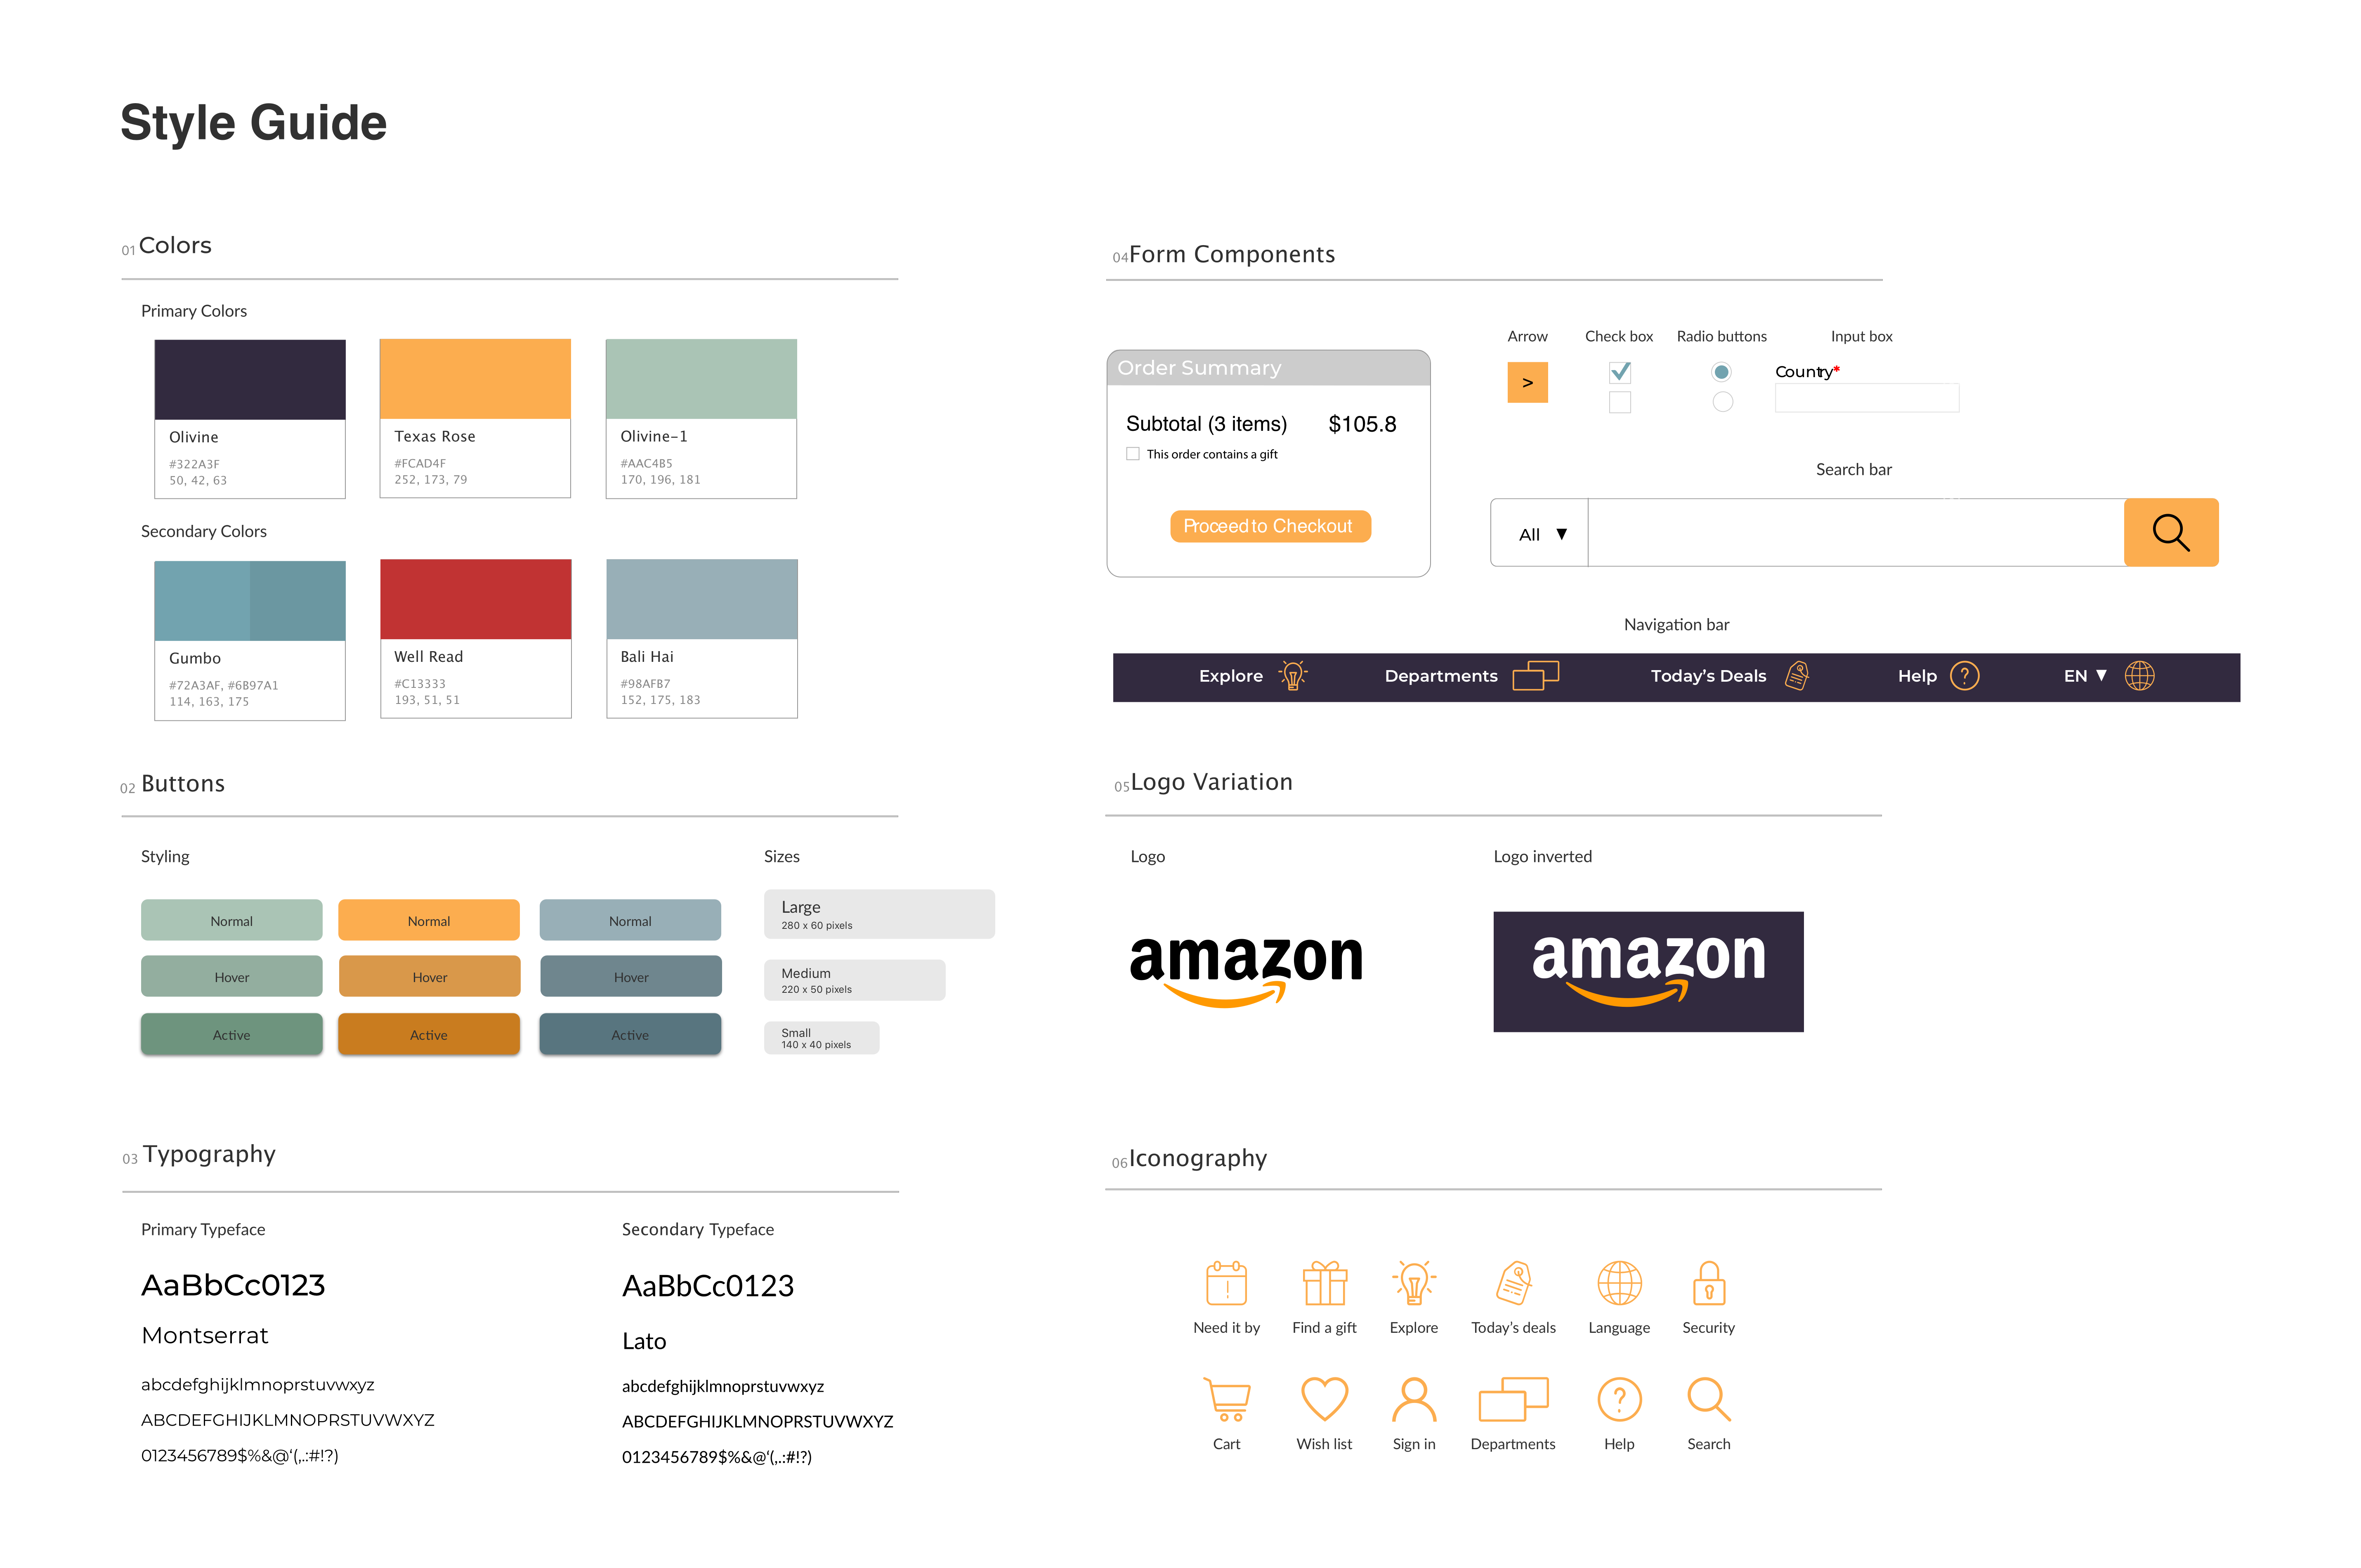 Style Guide
01 Colors
Primary Colors
Olivine
#322A3F
50, 42, 63
Texas Rose
#FCAD4F
252, 173, 79
Olivine-1
#AAC4B5
170, 196, 181
Secondary Colors
Gumbo
#72A3AF, #6B97A1
114, 163, 175
Well Read
#C13333
193, 51, 51
Bali Hai
#98AFB7
152, 175, 183
02 Buttons
Styling
Normal Normal Normal
Hover Hover Hover
Active Active Active
Sizes
Large
280 x 60 pixels
Medium
220 x 50 pixels
Small
140 x 40 pixels
03 Typography
Primary Typeface
AaBbCc0123
Montserrat
abcdefghijklmnoprstuvwxyz
ABCDEFGHIJKLMNOPRSTUVWXYZ
0123456789$%&@‘(,.:#!?)
Secondary Typeface
AaBbCc0123
Lato
abcdefghijklmnoprstuvwxyz
ABCDEFGHIJKLMNOPRSTUVWXYZ
0123456789$%&@‘(,.:#!?)
04 Form Components
Order Summary
Subtotal (3 items) $105.8
This order contains a gift
Proceed to Checkout
Arrow Check box Radio buttons Input box
>
Country*
Search bar
All ▼
Navigation bar
Explore Departments Today’s Deals Help EN ▼
05 Logo Variation
Logo
amazon
Logo inverted
amazon
06 Iconography
Need it by Find a gift Explore Today’s deals Language Security
Cart Wish list Sign in Departments Help Search